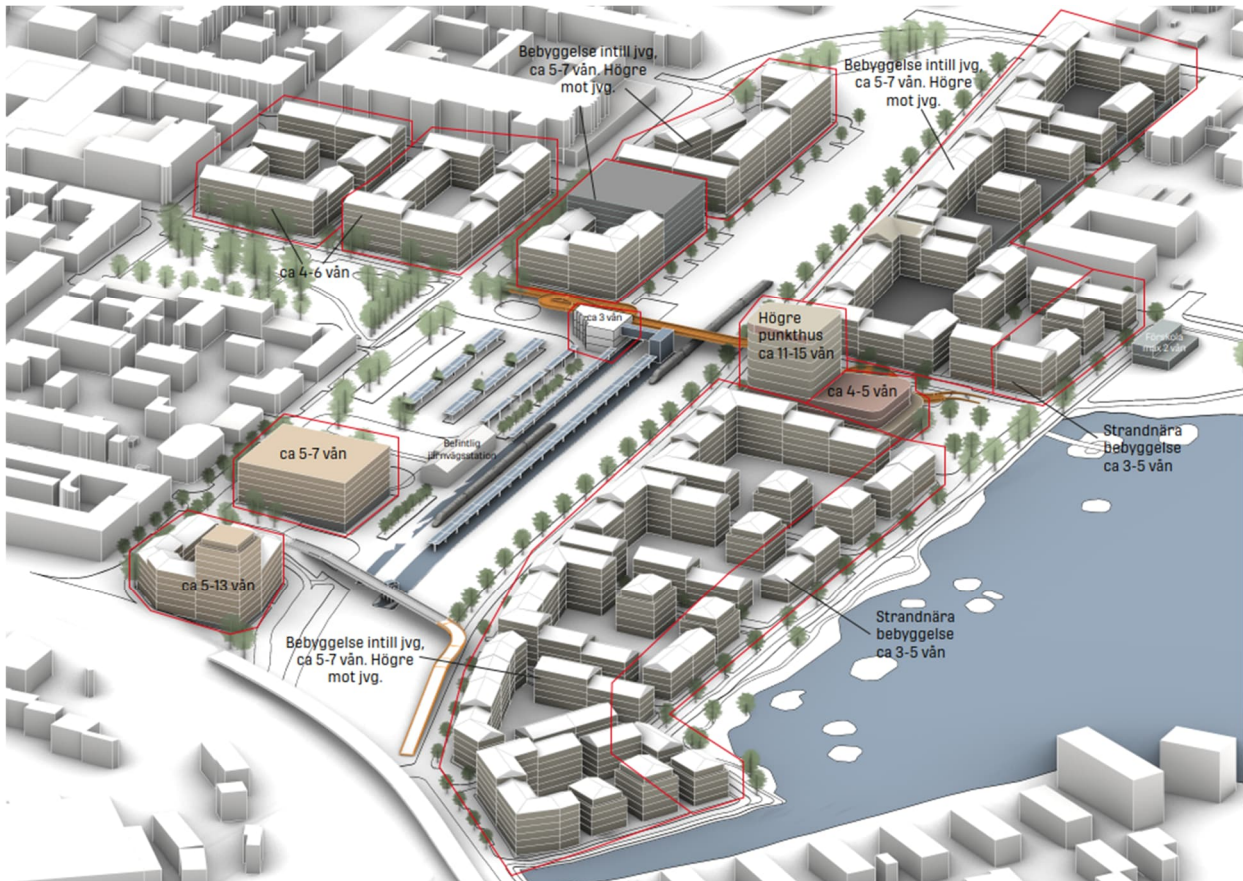 Bebyggelse intill jvg,
ca 5-7 vån. Högre
mot jvg.
Bebyggelse intill jvg,
ca 5-7 vån. Högre
mot jvg.
ca 4-6 vån
ca 3 vån
Högre
punkthus
ca 11-15 vån
Förskola
max 2 vån
ca 4-5 vån
Strandnära
bebyggelse
ca 3-5 vån
Befintlig
järnvägsstation
ca 5-7 vån
ca 5-13 vån
Strandnära
bebyggelse
ca 3-5 vån
Bebyggelse intill jvg,
ca 5-7 vån. Högre
mot jvg.